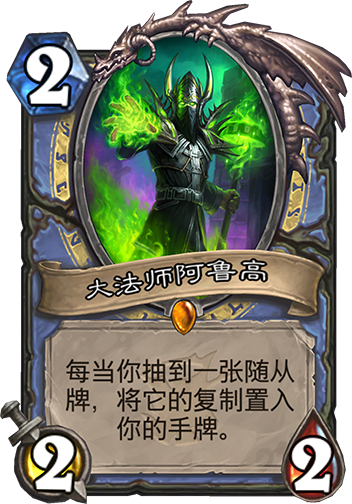 2
大法师阿鲁高
每当你抽到一张随从
牌，将它的复制置入
你的手牌。
2
2